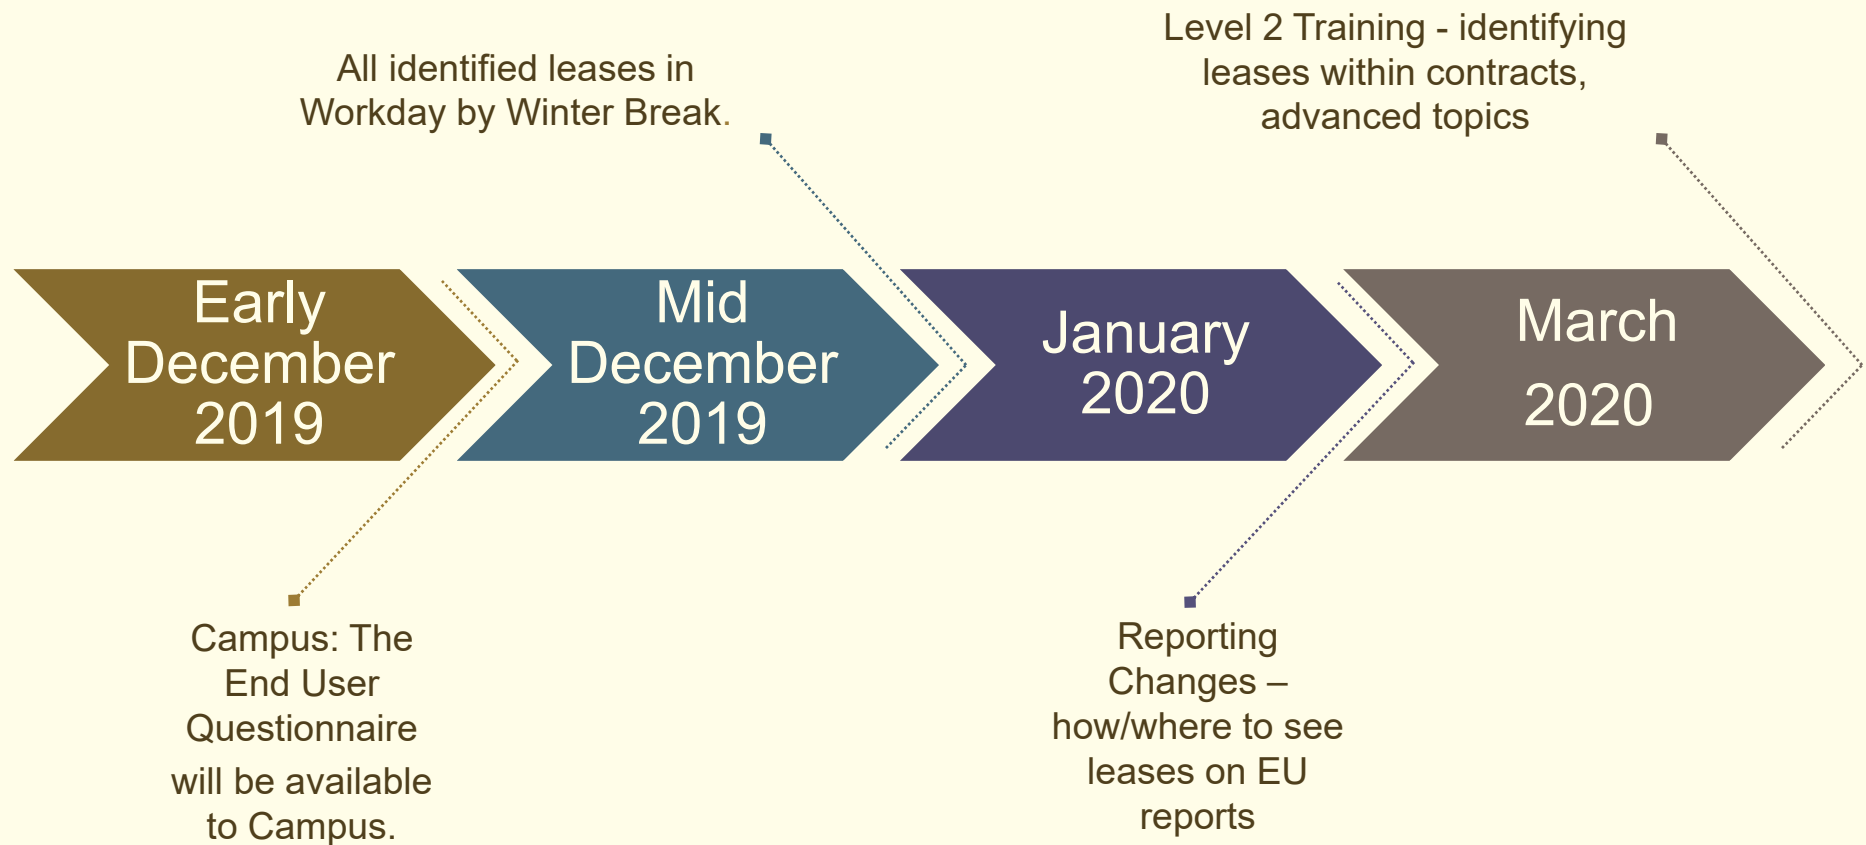 All identified leases in
Workday by Winter Break.
Level 2 Training - identifying
leases within contracts,
advanced topics
Early
December
2019
Mid
December
2019
January
2020
March
2020
Campus: The
End User
Questionnaire
will be available
to Campus.
Reporting
Changes –
how/where to see
leases on EU
reports